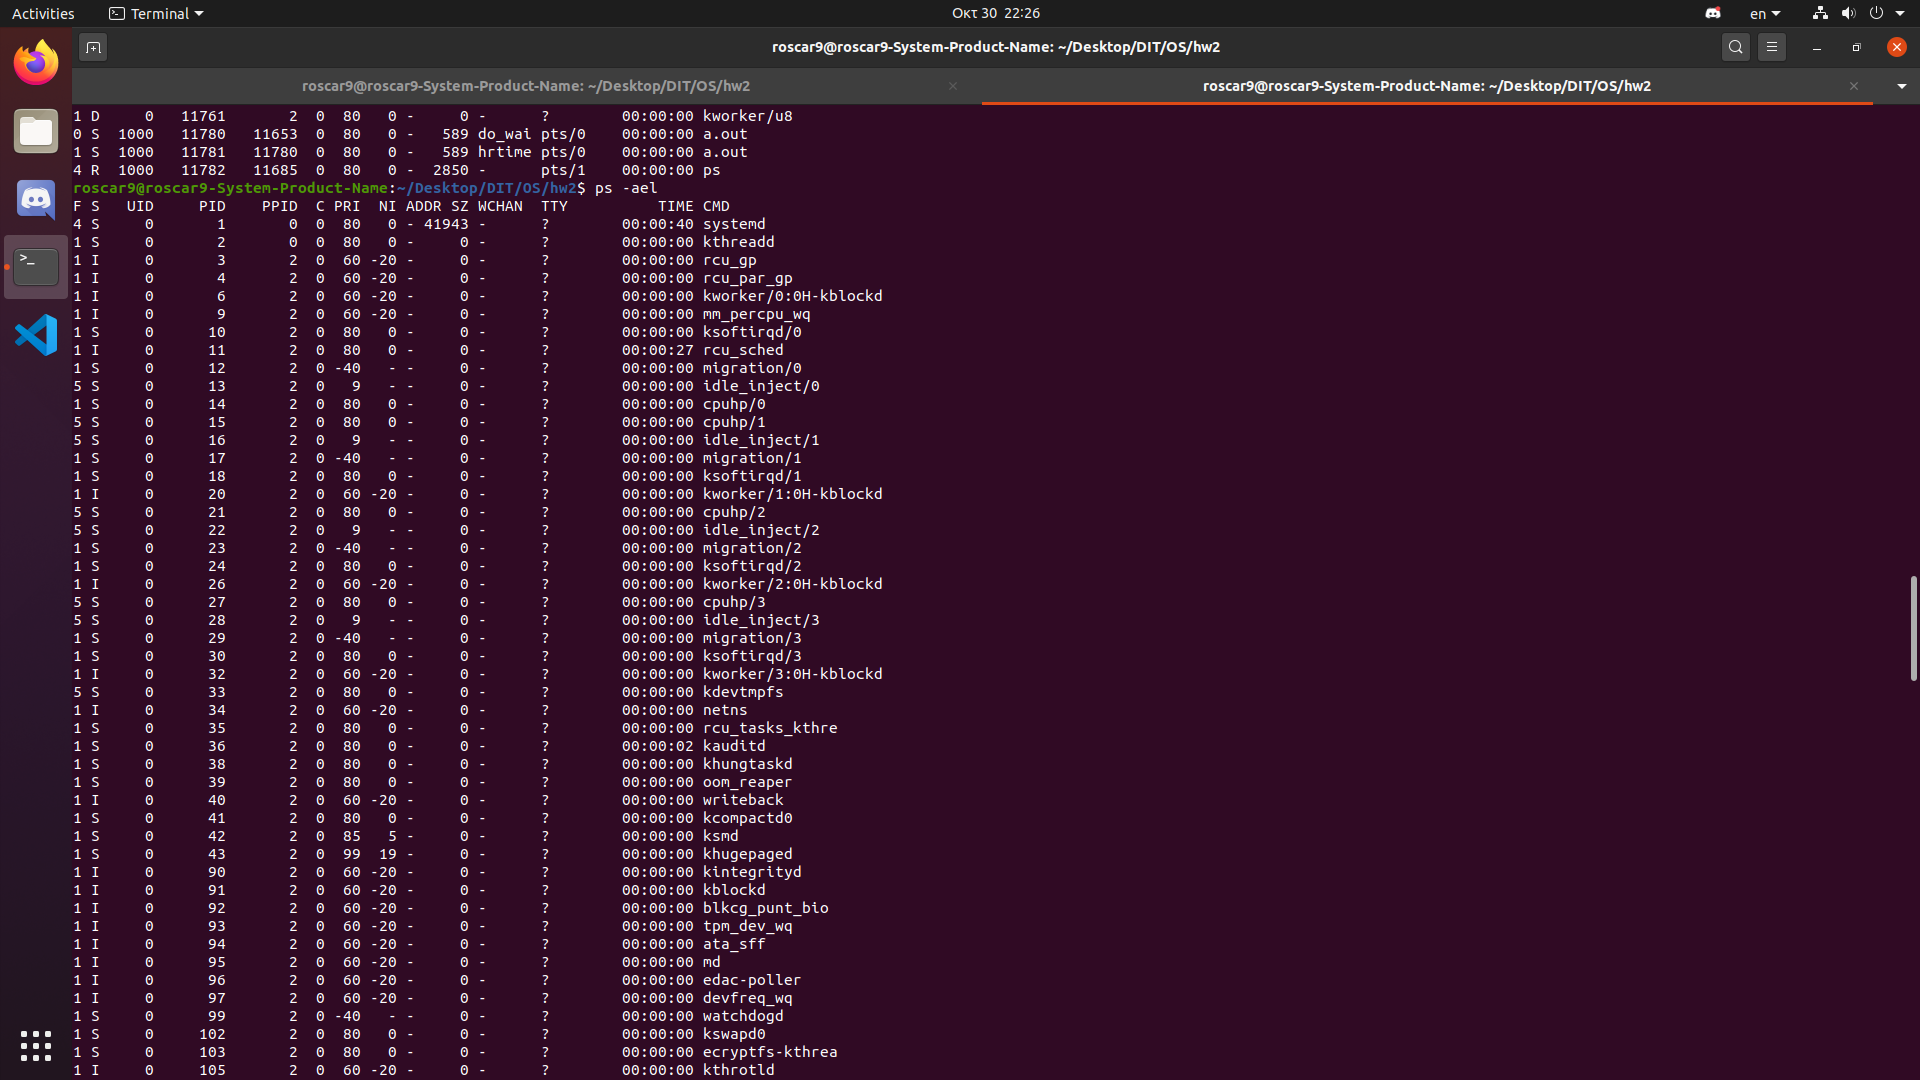 Activities
Terminal
Οκτ 30 22:26
en
roscar9@roscar9-System-Product-Name: ~/Desktop/DIT/OS/hw2
roscar9@roscar9-System-Product-Name: ~/Desktop/DIT/OS/hw2
roscar9@roscar9-System-Product-Name: ~/Desktop/DIT/OS/hw2
1 D     0   11761       2  0  80   0 -     0 -      ?        00:00:00 kworker/u8
0 S  1000   11780   11653  0  80   0 -   589 do_wai pts/0    00:00:00 a.out
1 S  1000   11781   11780  0  80   0 -   589 hrtime pts/0    00:00:00 a.out
4 R  1000   11782   11685  0  80   0 -  2850 -      pts/1    00:00:00 ps
roscar9@roscar9-System-Product-Name:~/Desktop/DIT/OS/hw2$ ps -ael
F S   UID     PID    PPID  C PRI  NI ADDR SZ WCHAN  TTY          TIME CMD
4 S     0       1       0  0  80   0 - 41943 -      ?        00:00:40 systemd
1 S     0       2       0  0  80   0 -     0 -      ?        00:00:00 kthreadd
1 I     0       3       2  0  60 -20 -     0 -      ?        00:00:00 rcu_gp
1 I     0       4       2  0  60 -20 -     0 -      ?        00:00:00 rcu_par_gp
1 I     0       6       2  0  60 -20 -     0 -      ?        00:00:00 kworker/0:0H-kblockd
1 I     0       9       2  0  60 -20 -     0 -      ?        00:00:00 mm_percpu_wq
1 S     0      10       2  0  80   0 -     0 -      ?        00:00:00 ksoftirqd/0
1 I     0      11       2  0  80   0 -     0 -      ?        00:00:27 rcu_sched
1 S     0      12       2  0 -40   - -     0 -      ?        00:00:00 migration/0
5 S     0      13       2  0   9   - -     0 -      ?        00:00:00 idle_inject/0
1 S     0      14       2  0  80   0 -     0 -      ?        00:00:00 cpuhp/0
5 S     0      15       2  0  80   0 -     0 -      ?        00:00:00 cpuhp/1
5 S     0      16       2  0   9   - -     0 -      ?        00:00:00 idle_inject/1
1 S     0      17       2  0 -40   - -     0 -      ?        00:00:00 migration/1
1 S     0      18       2  0  80   0 -     0 -      ?        00:00:00 ksoftirqd/1
1 I     0      20       2  0  60 -20 -     0 -      ?        00:00:00 kworker/1:0H-kblockd
5 S     0      21       2  0  80   0 -     0 -      ?        00:00:00 cpuhp/2
5 S     0      22       2  0   9   - -     0 -      ?        00:00:00 idle_inject/2
1 S     0      23       2  0 -40   - -     0 -      ?        00:00:00 migration/2
1 S     0      24       2  0  80   0 -     0 -      ?        00:00:00 ksoftirqd/2
1 I     0      26       2  0  60 -20 -     0 -      ?        00:00:00 kworker/2:0H-kblockd
5 S     0      27       2  0  80   0 -     0 -      ?        00:00:00 cpuhp/3
5 S     0      28       2  0   9   - -     0 -      ?        00:00:00 idle_inject/3
1 S     0      29       2  0 -40   - -     0 -      ?        00:00:00 migration/3
1 S     0      30       2  0  80   0 -     0 -      ?        00:00:00 ksoftirqd/3
1 I     0      32       2  0  60 -20 -     0 -      ?        00:00:00 kworker/3:0H-kblockd
5 S     0      33       2  0  80   0 -     0 -      ?        00:00:00 kdevtmpfs
1 I     0      34       2  0  60 -20 -     0 -      ?        00:00:00 netns
1 S     0      35       2  0  80   0 -     0 -      ?        00:00:00 rcu_tasks_kthre
1 S     0      36       2  0  80   0 -     0 -      ?        00:00:02 kauditd
1 S     0      38       2  0  80   0 -     0 -      ?        00:00:00 khungtaskd
1 S     0      39       2  0  80   0 -     0 -      ?        00:00:00 oom_reaper
1 I     0      40       2  0  60 -20 -     0 -      ?        00:00:00 writeback
1 S     0      41       2  0  80   0 -     0 -      ?        00:00:00 kcompactd0
1 S     0      42       2  0  85   5 -     0 -      ?        00:00:00 ksmd
1 S     0      43       2  0  99  19 -     0 -      ?        00:00:00 khugepaged
1 I     0      90       2  0  60 -20 -     0 -      ?        00:00:00 kintegrityd
1 I     0      91       2  0  60 -20 -     0 -      ?        00:00:00 kblockd
1 I     0      92       2  0  60 -20 -     0 -      ?        00:00:00 blkcg_punt_bio
1 I     0      93       2  0  60 -20 -     0 -      ?        00:00:00 tpm_dev_wq
1 I     0      94       2  0  60 -20 -     0 -      ?        00:00:00 ata_sff
1 I     0      95       2  0  60 -20 -     0 -      ?        00:00:00 md
1 I     0      96       2  0  60 -20 -     0 -      ?        00:00:00 edac-poller
1 I     0      97       2  0  60 -20 -     0 -      ?        00:00:00 devfreq_wq
1 S     0      99       2  0 -40   - -     0 -      ?        00:00:00 watchdogd
1 S     0     102       2  0  80   0 -     0 -      ?        00:00:00 kswapd0
1 S     0     103       2  0  80   0 -     0 -      ?        00:00:00 ecryptfs-kthrea
1 I     0     105       2  0  60 -20 -     0 -      ?        00:00:00 kthrotld